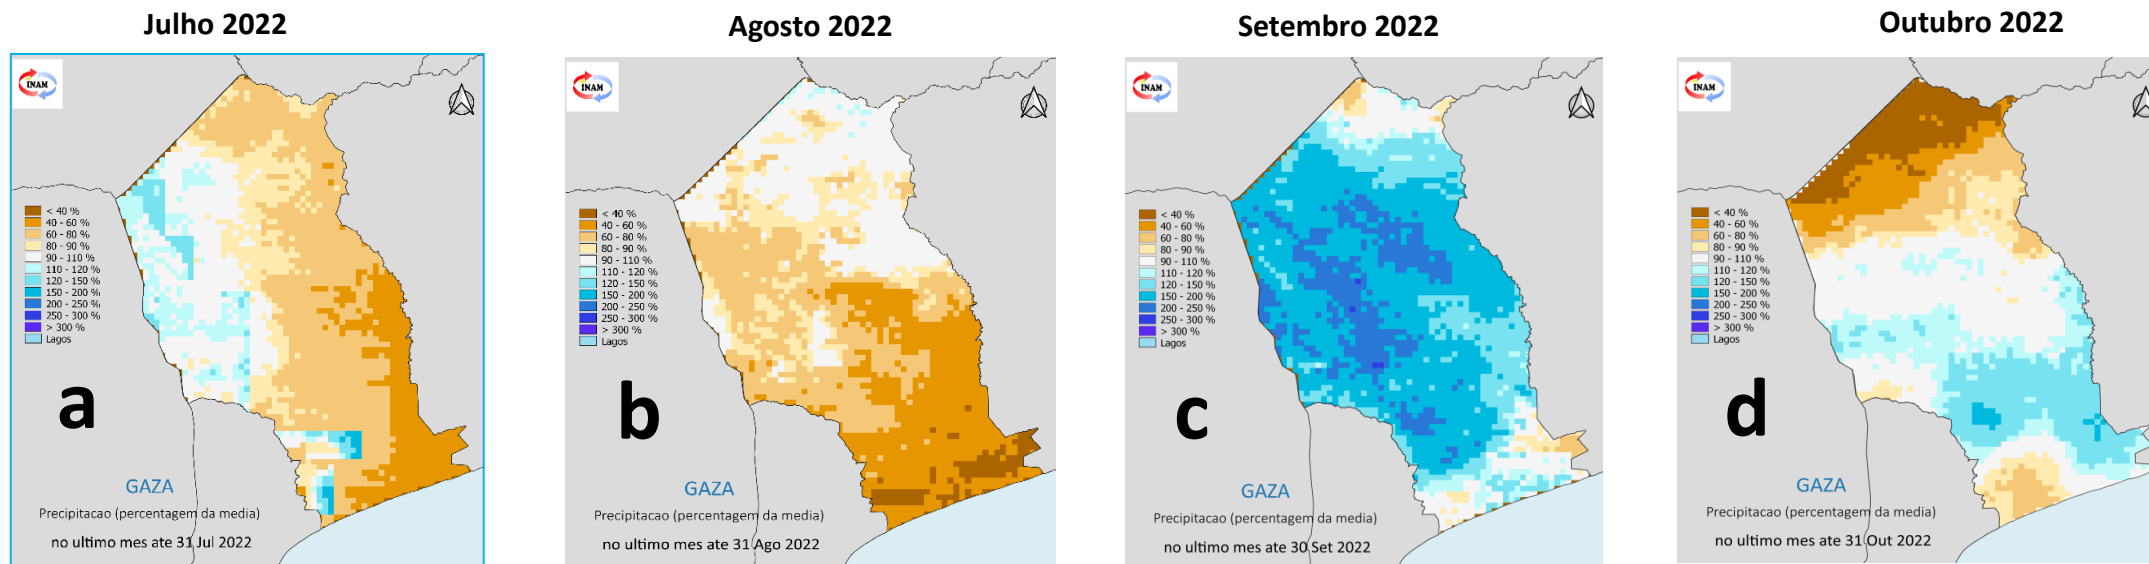 Julho 2022
INAM
< 40 %
40 - 60 %
60 - 80 %
80 - 90 %
90 - 110 %
110 - 120 %
120 - 150 %
150 - 200 %
200 - 250 %
250 - 300 %
> 300 %
Lagos
a
GAZA
Precipitacao (percentagem da media)
no ultimo mes ate 31 Jul 2022
Agosto 2022
INAM
< 40 %
40 - 60 %
60 - 80 %
80 - 90 %
90 - 110 %
110 - 120 %
120 - 150 %
150 - 200 %
200 - 250 %
250 - 300 %
> 300 %
Lagos
b
GAZA
Precipitacao (percentagem da media)
no ultimo mes ate 31 Ago 2022
Setembro 2022
INAM
< 40 %
40 - 60 %
60 - 80 %
80 - 90 %
90 - 110 %
110 - 120 %
120 - 150 %
150 - 200 %
200 - 250 %
250 - 300 %
> 300 %
Lagos
c
GAZA
Precipitacao (percentagem da media)
no ultimo mes ate 30 Set 2022
Outubro 2022
INAM
< 40 %
40 - 60 %
60 - 80 %
80 - 90 %
90 - 110 %
110 - 120 %
120 - 150 %
150 - 200 %
200 - 250 %
250 - 300 %
> 300 %
Lagos
d
GAZA
Precipitacao (percentagem da media)
no ultimo mes ate 31 Out 2022